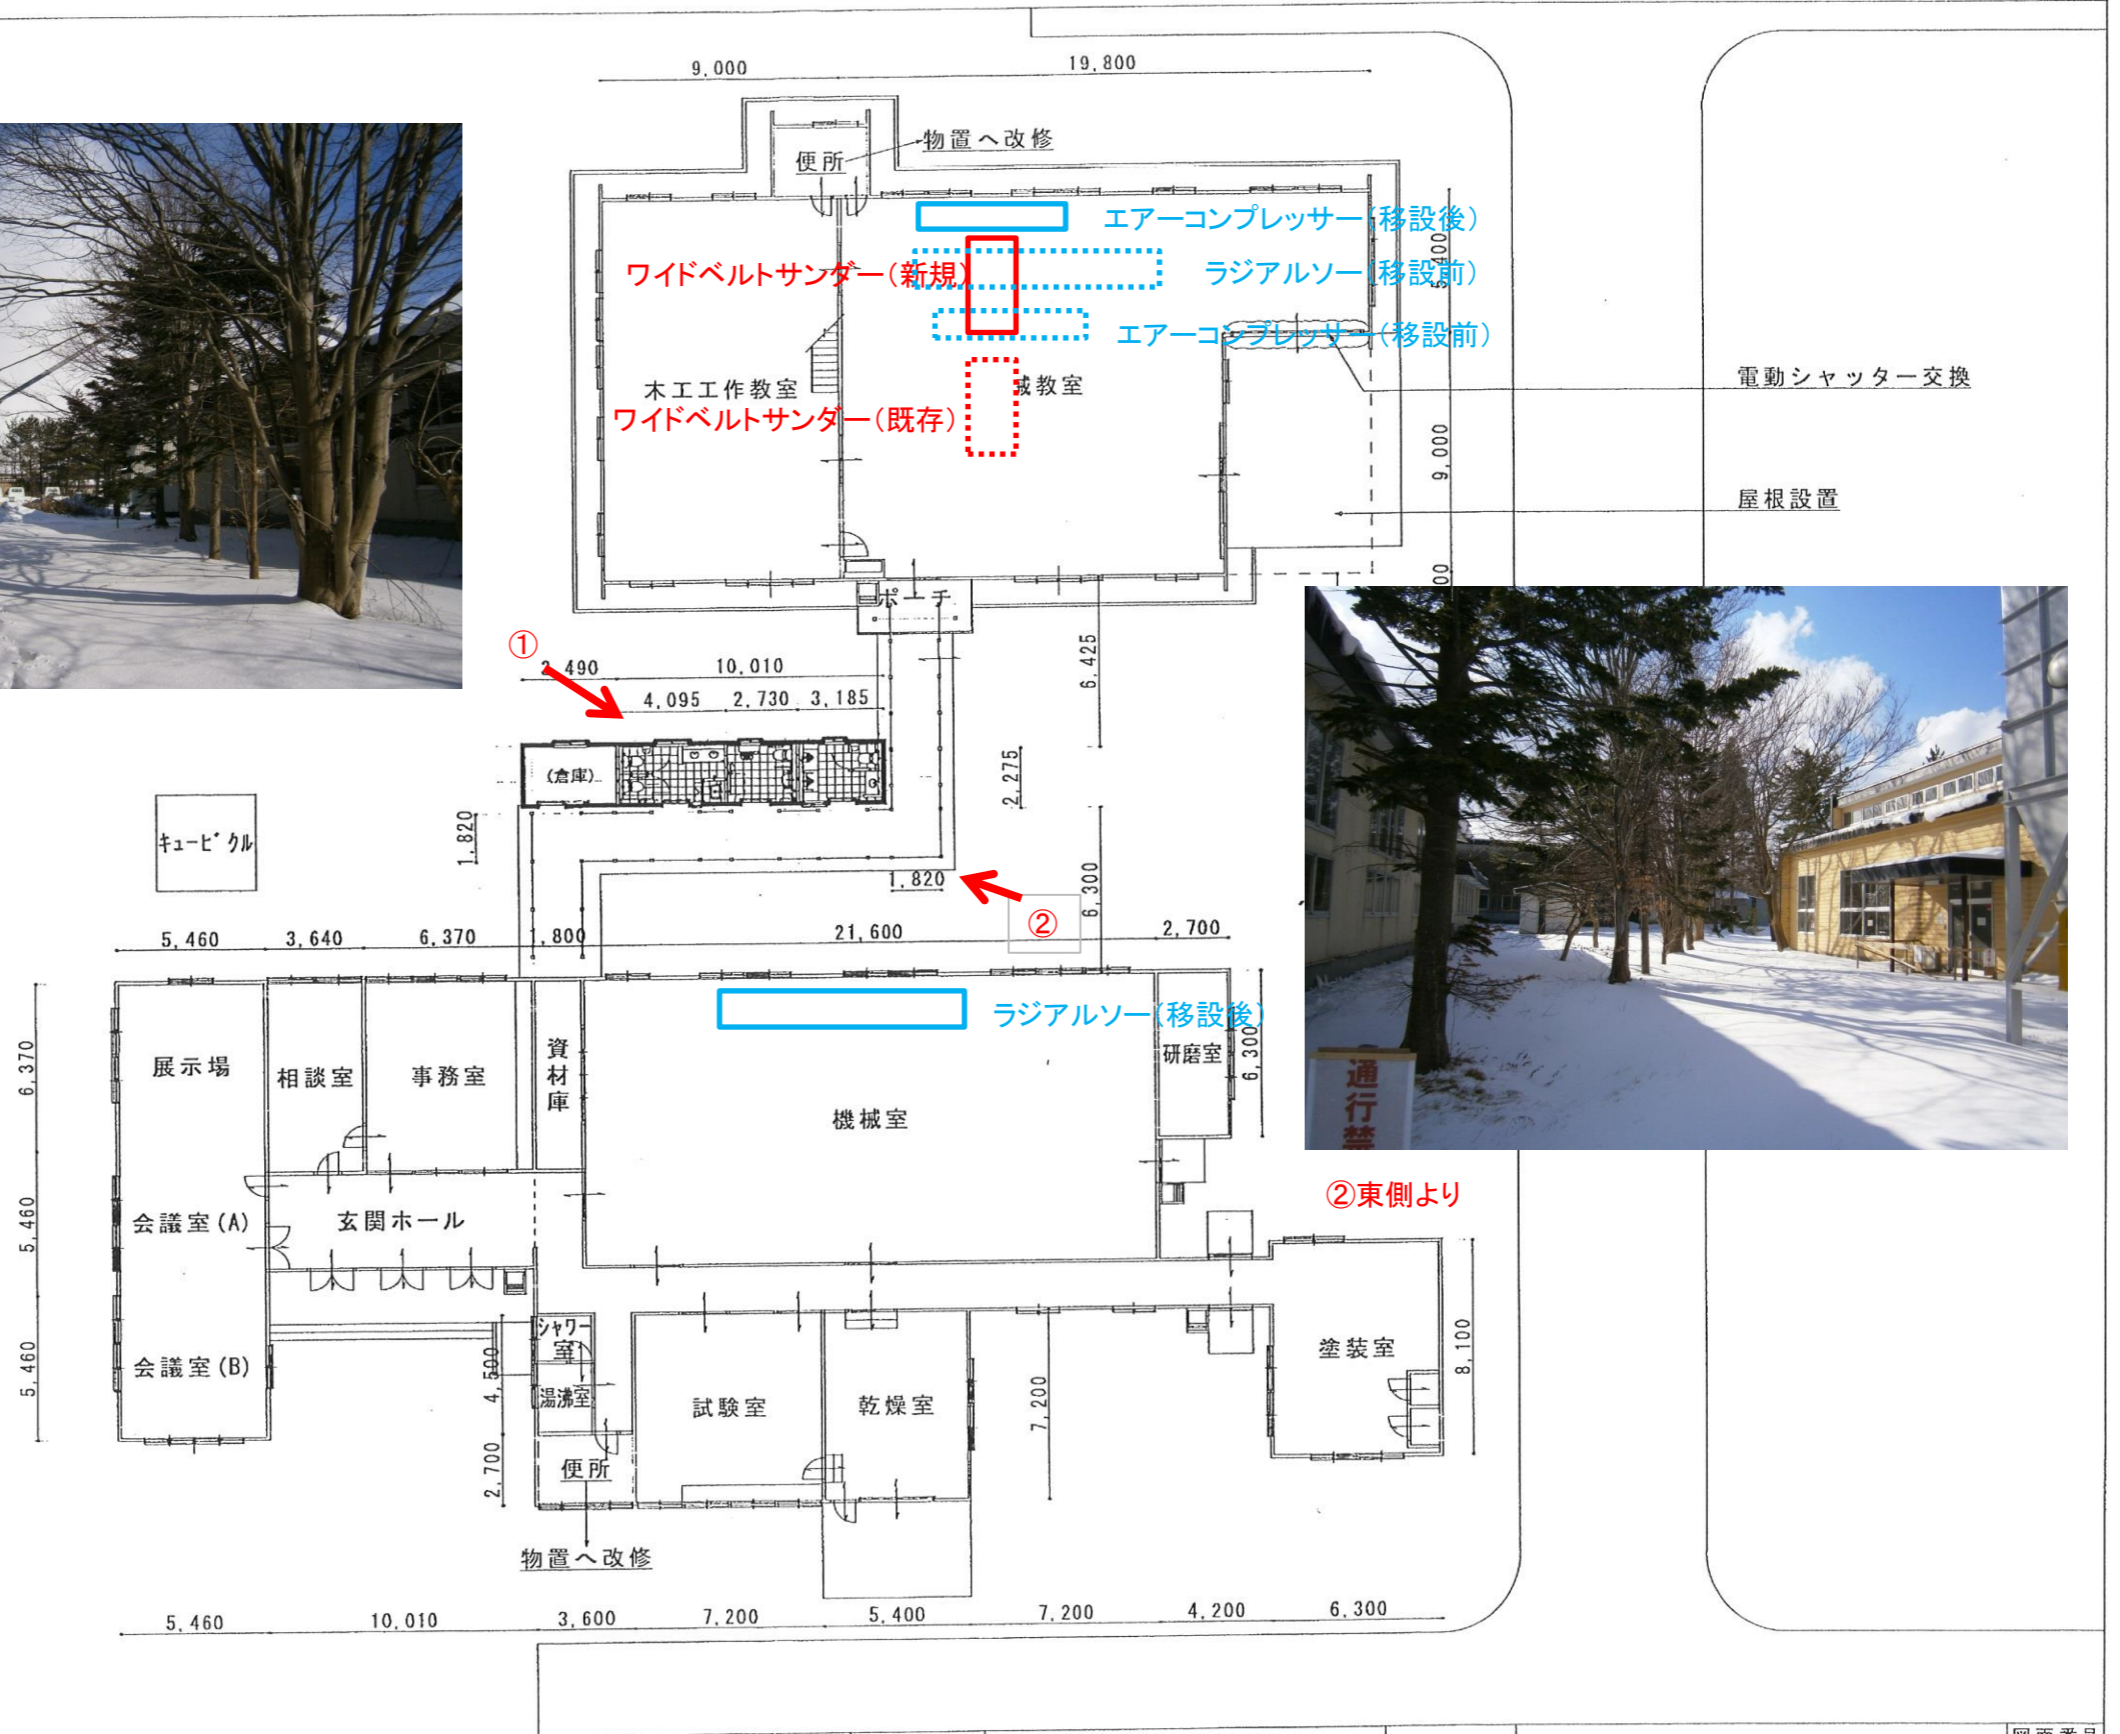 9,000
19,800
物置へ改修
便所
エアーコンプレッサー(移設後)
5,400
ワイドベルトサンダー(新規)
ラジアルソー(移設前)
エアーコンプレッサー(移設前)
電動シャッター交換
木工工作教室
械教室
ワイドベルトサンダー(既存)
9,000
屋根設置
00
ポーチ
①
2,490
10,010
6,425
4,095
2,730
3,185
(倉庫)
2,275
1,820
キュービクル
1,820
6,300
②
5,460
3,640
6,370
1,800
21,600
2,700
ラジアルソー(移設後)
6,370
展示場
相談室
事務室
資材庫
研磨室
6,300
機械室
通行禁
②東側より
5,460
会議室(A)
玄関ホール
シャワー室
塗装室
8,100
5,460
会議室(B)
4,500
湯沸室
試験室
乾燥室
7,200
2,700
便所
物置へ改修
5,460
10,010
3,600
7,200
5,400
7,200
4,200
6,300
図面番号